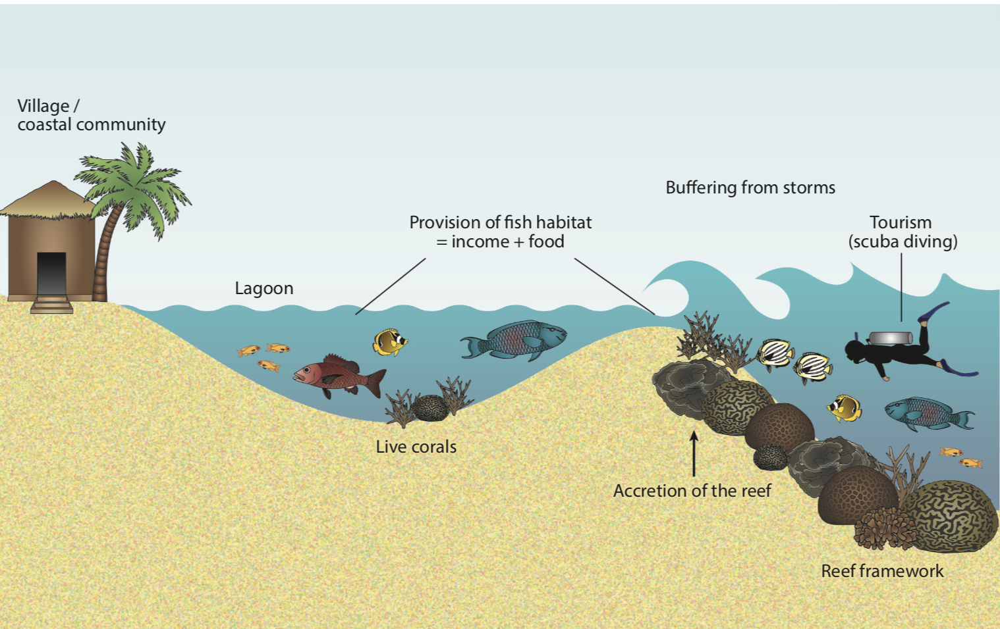 Village /
coastal community
Buffering from storms
Provision of fish habitat
= income + food
Tourism
(scuba diving)
Lagoon
Live corals
Accretion of the reef
Reef framework